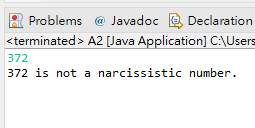 Problems @ Javadoc Declaration
<terminated> A2 [Java Application] C:\Users
372
372 is not a narcissistic number.